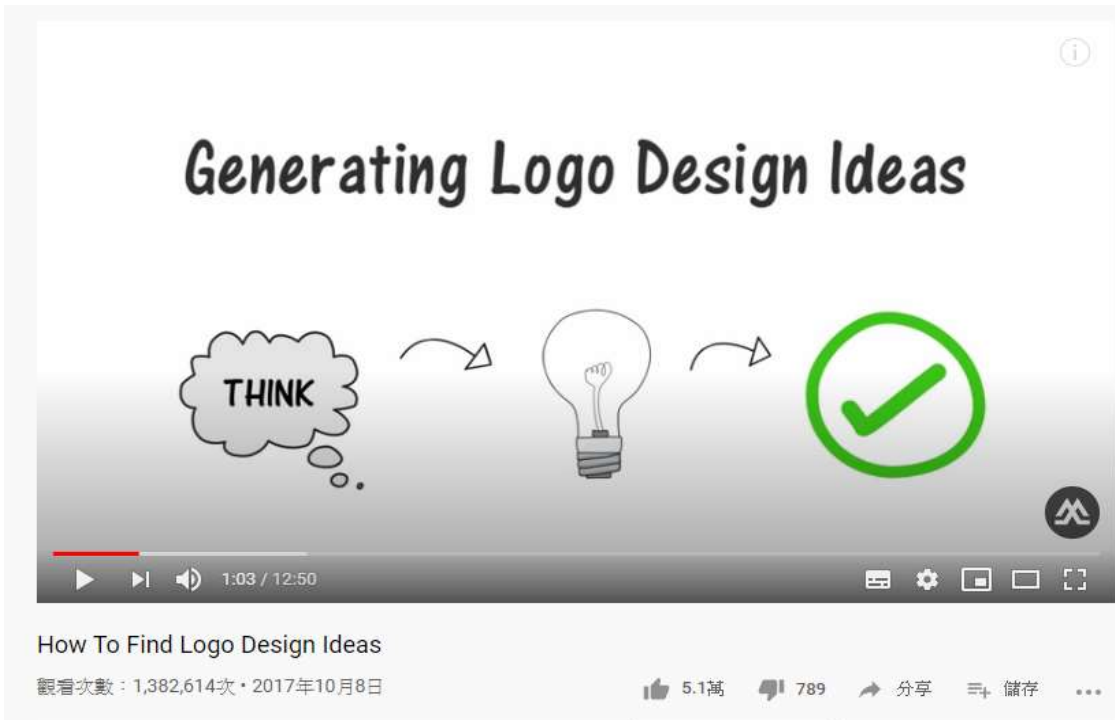 Generating Logo Design Ideas
THINK
1:03 / 12:50
How To Find Logo Design Ideas
觀看次數：1,382,614次 • 2017年10月8日
5.1萬 789 分享 儲存